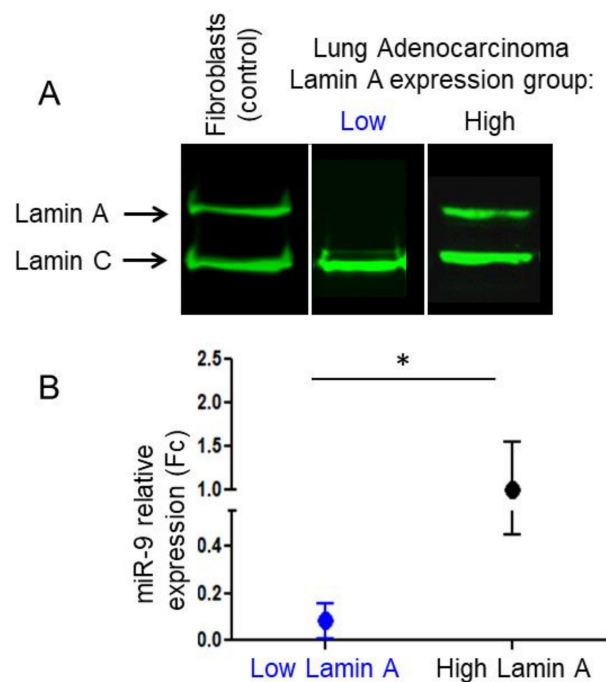 A
Fibroblasts
(control)
Lung Adenocarcinoma
Lamin A expression group:
Low
High
Lamin A
Lamin C
B
miR-9 relative
expression (Fc)
2.5
2.0
1.5
1.0
0.4
0.2
0.0
*
Low Lamin A
High Lamin A